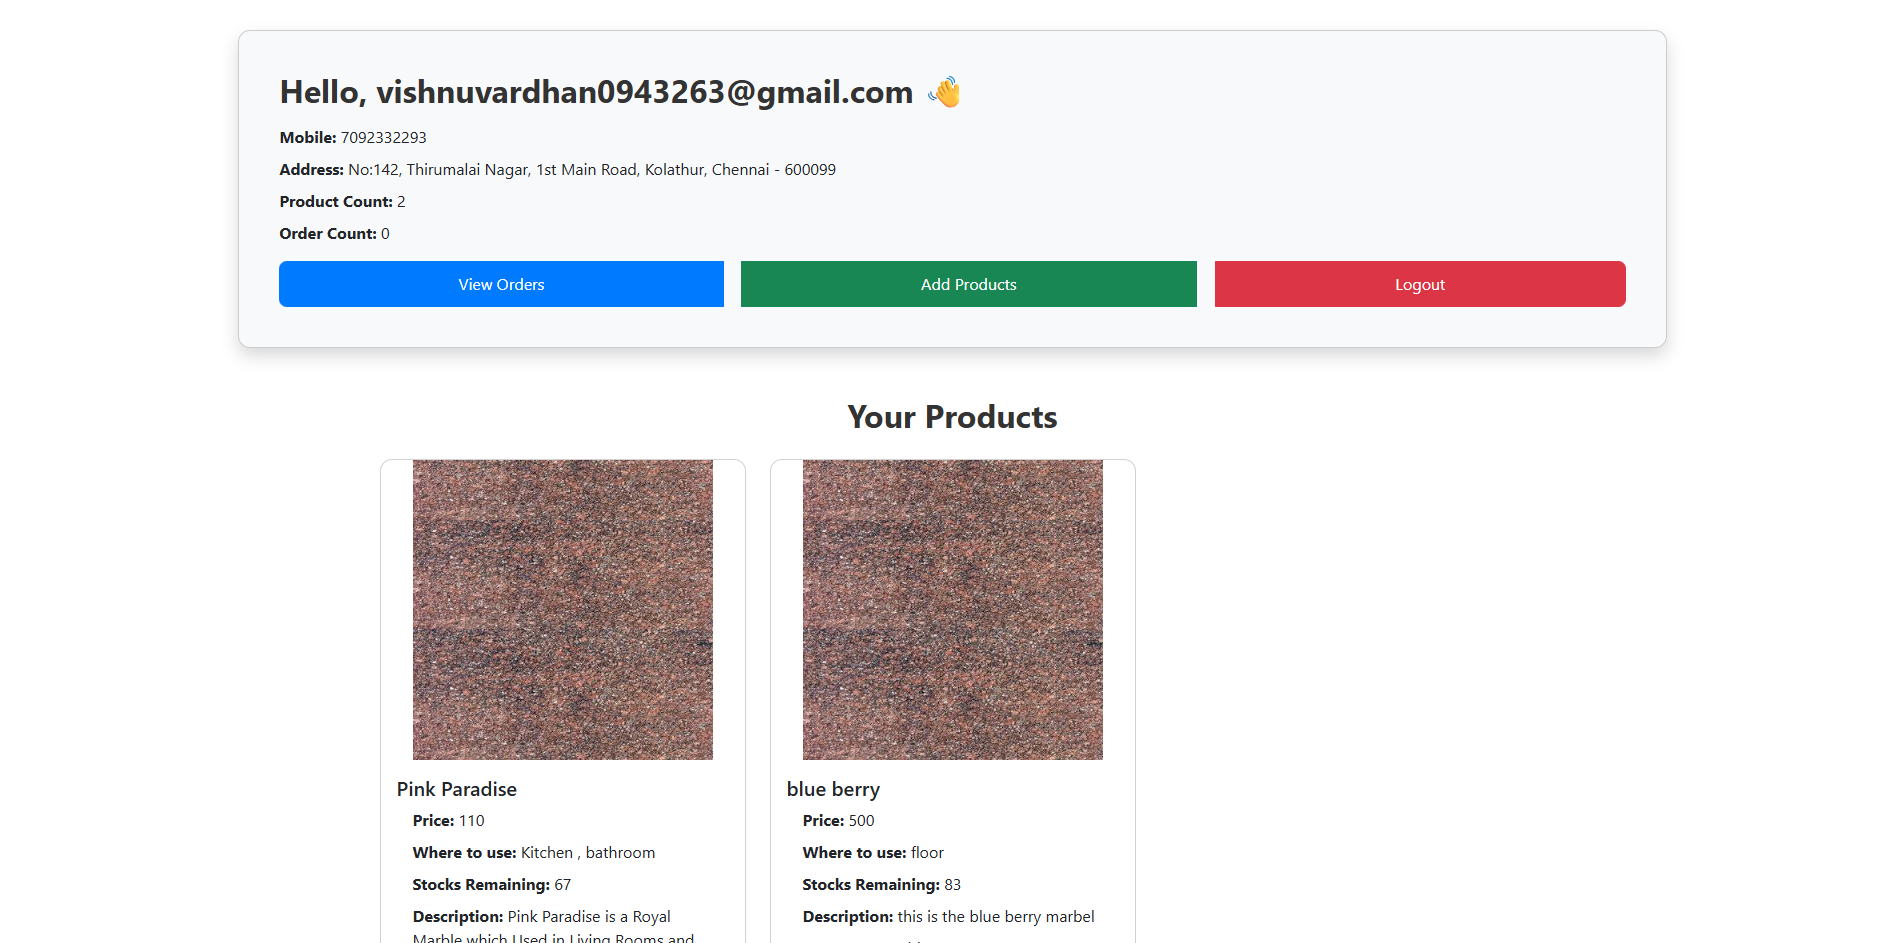 Hello, vishnuvardhan0943263@gmail.com 👋
Mobile: 7092332293
Address: No:142, Thirumalai Nagar, 1st Main Road, Kolathur, Chennai - 600099
Product Count: 2
Order Count: 0
View Orders
Add Products
Logout
Your Products
Pink Paradise
Price: 110
Where to use: Kitchen , bathroom
Stocks Remaining: 67
Description: Pink Paradise is a Royal
Marble which Used in Living Rooms and
blue berry
Price: 500
Where to use: floor
Stocks Remaining: 83
Description: this is the blue berry marbel